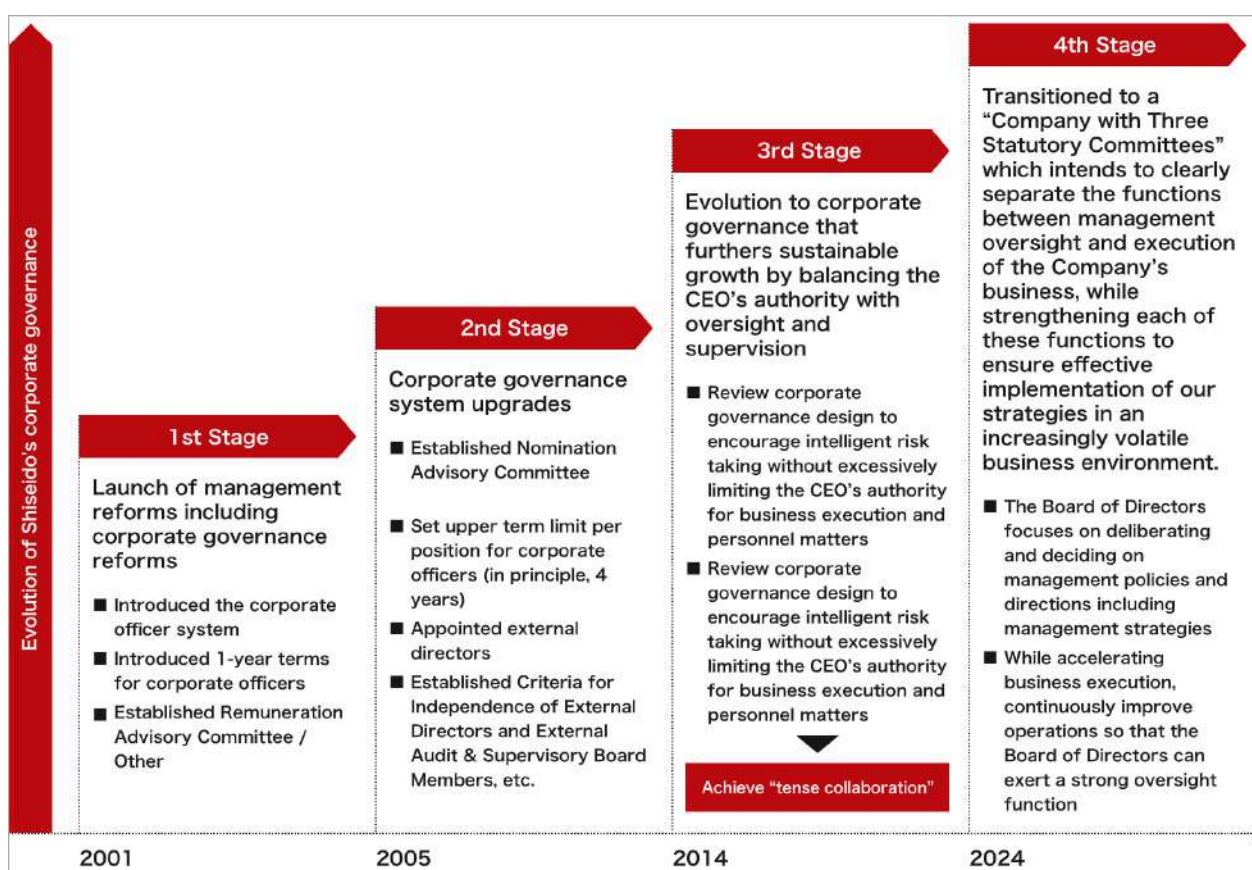 Evolution of Shiseido's corporate governance
1st Stage
Launch of management
reforms including
corporate governance
reforms
■ Introduced the corporate
officer system
■ Introduced 1-year terms
for corporate officers
■ Established Remuneration
Advisory Committee /
Other
2001
2nd Stage
Corporate governance
system upgrades
■ Established Nomination
Advisory Committee
■ Set upper term limit per
position for corporate
officers (in principle, 4
years)
■ Appointed external
directors
■ Established Criteria for
Independence of External
Directors and External
Audit & Supervisory Board
Members, etc.
2005
3rd Stage
Evolution to corporate
governance that
furthers sustainable
growth by balancing the
CEO's authority with
oversight and
supervision
■ Review corporate
governance design to
encourage intelligent risk
taking without excessively
limiting the CEO's authority
for business execution and
personnel matters
■ Review corporate
governance design to
encourage intelligent risk
taking without excessively
limiting the CEO's authority
for business execution and
personnel matters
Achieve “tense collaboration”
2014
4th Stage
Transitioned to a
“Company with Three
Statutory Committees”
which intends to clearly
separate the functions
between management
oversight and execution
of the Company's
business, while
strengthening each of
these functions to
ensure effective
implementation of our
strategies in an
increasingly volatile
business environment.
■ The Board of Directors
focuses on deliberating
and deciding on
management policies and
directions including
management strategies
■ While accelerating
business execution,
continuously improve
operations so that the
Board of Directors can
exert a strong oversight
function
2024